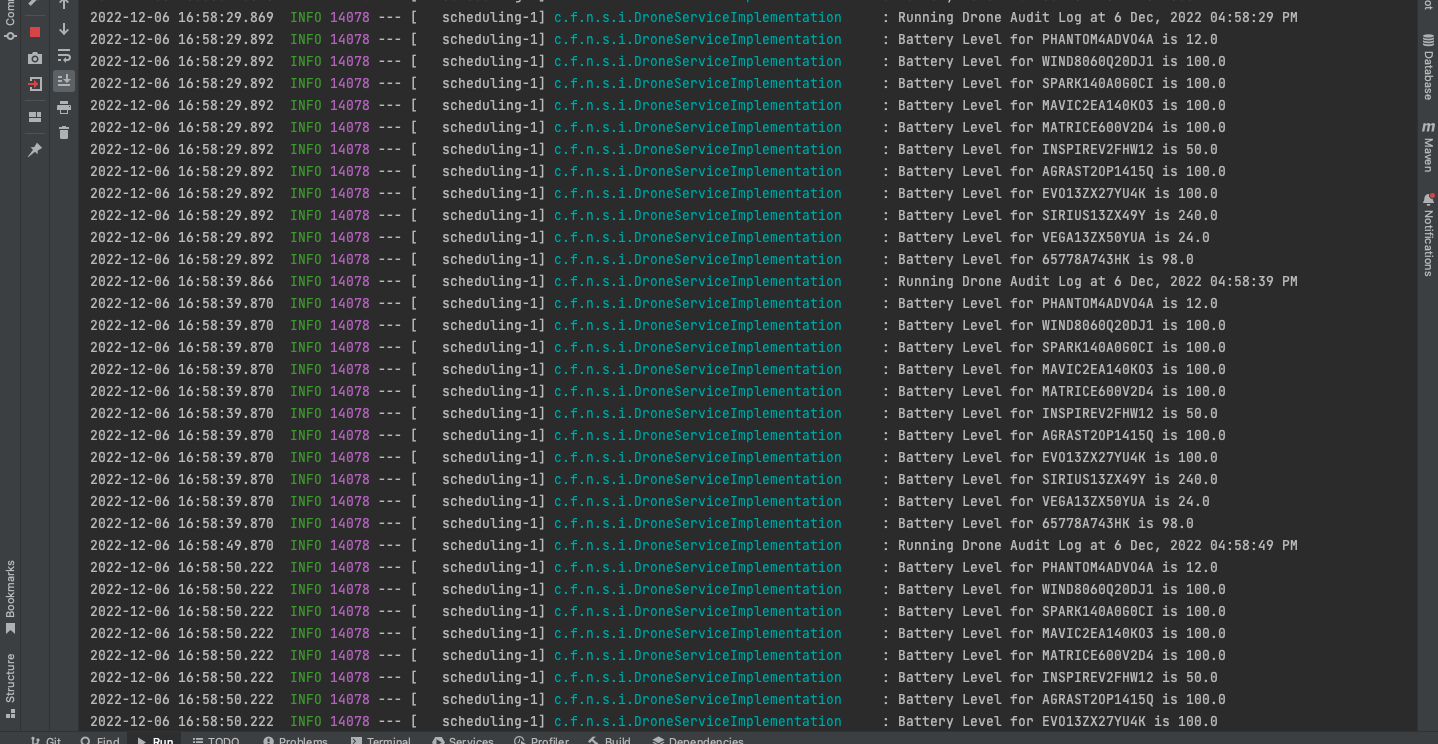 2022-12-06 16:58:29.869  INFO 14078 --- [   scheduling-1] c.f.n.s.i.DroneServiceImplementation     : Running Drone Audit Log at 6 Dec, 2022 04:58:29 PM
2022-12-06 16:58:29.892  INFO 14078 --- [   scheduling-1] c.f.n.s.i.DroneServiceImplementation     : Battery Level for PHANTOM4ADVO4A is 12.0
2022-12-06 16:58:29.892  INFO 14078 --- [   scheduling-1] c.f.n.s.i.DroneServiceImplementation     : Battery Level for WIND8060Q20DJ1 is 100.0
2022-12-06 16:58:29.892  INFO 14078 --- [   scheduling-1] c.f.n.s.i.DroneServiceImplementation     : Battery Level for SPARK140A0G0CI is 100.0
2022-12-06 16:58:29.892  INFO 14078 --- [   scheduling-1] c.f.n.s.i.DroneServiceImplementation     : Battery Level for MAVIC2EA140KO3 is 100.0
2022-12-06 16:58:29.892  INFO 14078 --- [   scheduling-1] c.f.n.s.i.DroneServiceImplementation     : Battery Level for MATRICE600V2D4 is 100.0
2022-12-06 16:58:29.892  INFO 14078 --- [   scheduling-1] c.f.n.s.i.DroneServiceImplementation     : Battery Level for INSPIREV2FHW12 is 50.0
2022-12-06 16:58:29.892  INFO 14078 --- [   scheduling-1] c.f.n.s.i.DroneServiceImplementation     : Battery Level for AGRAST2OP1415Q is 100.0
2022-12-06 16:58:29.892  INFO 14078 --- [   scheduling-1] c.f.n.s.i.DroneServiceImplementation     : Battery Level for EVO13ZX27YU4K is 100.0
2022-12-06 16:58:29.892  INFO 14078 --- [   scheduling-1] c.f.n.s.i.DroneServiceImplementation     : Battery Level for SIRIUS13ZX49Y is 240.0
2022-12-06 16:58:29.892  INFO 14078 --- [   scheduling-1] c.f.n.s.i.DroneServiceImplementation     : Battery Level for VEGA13ZX50YUA is 24.0
2022-12-06 16:58:29.892  INFO 14078 --- [   scheduling-1] c.f.n.s.i.DroneServiceImplementation     : Battery Level for 65778A743HK is 98.0
2022-12-06 16:58:39.866  INFO 14078 --- [   scheduling-1] c.f.n.s.i.DroneServiceImplementation     : Running Drone Audit Log at 6 Dec, 2022 04:58:39 PM
2022-12-06 16:58:39.870  INFO 14078 --- [   scheduling-1] c.f.n.s.i.DroneServiceImplementation     : Battery Level for PHANTOM4ADVO4A is 12.0
2022-12-06 16:58:39.870  INFO 14078 --- [   scheduling-1] c.f.n.s.i.DroneServiceImplementation     : Battery Level for WIND8060Q20DJ1 is 100.0
2022-12-06 16:58:39.870  INFO 14078 --- [   scheduling-1] c.f.n.s.i.DroneServiceImplementation     : Battery Level for SPARK140A0G0CI is 100.0
2022-12-06 16:58:39.870  INFO 14078 --- [   scheduling-1] c.f.n.s.i.DroneServiceImplementation     : Battery Level for MAVIC2EA140KO3 is 100.0
2022-12-06 16:58:39.870  INFO 14078 --- [   scheduling-1] c.f.n.s.i.DroneServiceImplementation     : Battery Level for MATRICE600V2D4 is 100.0
2022-12-06 16:58:39.870  INFO 14078 --- [   scheduling-1] c.f.n.s.i.DroneServiceImplementation     : Battery Level for INSPIREV2FHW12 is 50.0
2022-12-06 16:58:39.870  INFO 14078 --- [   scheduling-1] c.f.n.s.i.DroneServiceImplementation     : Battery Level for AGRAST2OP1415Q is 100.0
2022-12-06 16:58:39.870  INFO 14078 --- [   scheduling-1] c.f.n.s.i.DroneServiceImplementation     : Battery Level for EVO13ZX27YU4K is 100.0
2022-12-06 16:58:39.870  INFO 14078 --- [   scheduling-1] c.f.n.s.i.DroneServiceImplementation     : Battery Level for SIRIUS13ZX49Y is 240.0
2022-12-06 16:58:39.870  INFO 14078 --- [   scheduling-1] c.f.n.s.i.DroneServiceImplementation     : Battery Level for VEGA13ZX50YUA is 24.0
2022-12-06 16:58:39.870  INFO 14078 --- [   scheduling-1] c.f.n.s.i.DroneServiceImplementation     : Battery Level for 65778A743HK is 98.0
2022-12-06 16:58:49.870  INFO 14078 --- [   scheduling-1] c.f.n.s.i.DroneServiceImplementation     : Running Drone Audit Log at 6 Dec, 2022 04:58:49 PM
2022-12-06 16:58:50.222  INFO 14078 --- [   scheduling-1] c.f.n.s.i.DroneServiceImplementation     : Battery Level for PHANTOM4ADVO4A is 12.0
2022-12-06 16:58:50.222  INFO 14078 --- [   scheduling-1] c.f.n.s.i.DroneServiceImplementation     : Battery Level for WIND8060Q20DJ1 is 100.0
2022-12-06 16:58:50.222  INFO 14078 --- [   scheduling-1] c.f.n.s.i.DroneServiceImplementation     : Battery Level for SPARK140A0G0CI is 100.0
2022-12-06 16:58:50.222  INFO 14078 --- [   scheduling-1] c.f.n.s.i.DroneServiceImplementation     : Battery Level for MAVIC2EA140KO3 is 100.0
2022-12-06 16:58:50.222  INFO 14078 --- [   scheduling-1] c.f.n.s.i.DroneServiceImplementation     : Battery Level for MATRICE600V2D4 is 100.0
2022-12-06 16:58:50.222  INFO 14078 --- [   scheduling-1] c.f.n.s.i.DroneServiceImplementation     : Battery Level for INSPIREV2FHW12 is 50.0
2022-12-06 16:58:50.222  INFO 14078 --- [   scheduling-1] c.f.n.s.i.DroneServiceImplementation     : Battery Level for AGRAST2OP1415Q is 100.0
2022-12-06 16:58:50.222  INFO 14078 --- [   scheduling-1] c.f.n.s.i.DroneServiceImplementation     : Battery Level for EVO13ZX27YU4K is 100.0
Bookmarks
Structure
Database
m Maven
Notifications
Git Find Run TODO Problems Terminal Services Profiler Build Dependencies